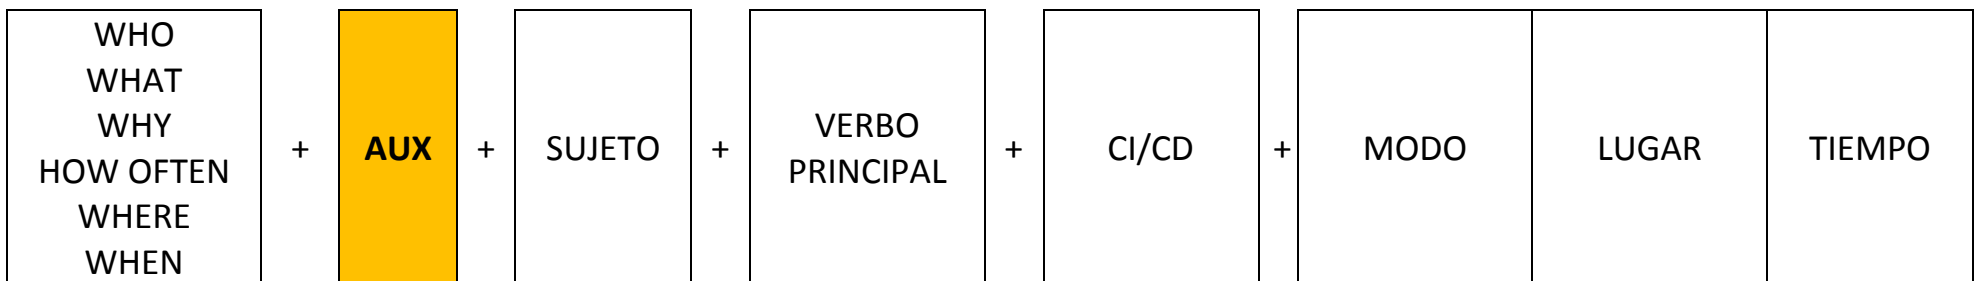 WHO
WHAT
WHY
HOW OFTEN
WHERE
WHEN
+
AUX
+
SUJETO
+
VERBO
PRINCIPAL
+
CI/CD
+
MODO
LUGAR
TIEMPO